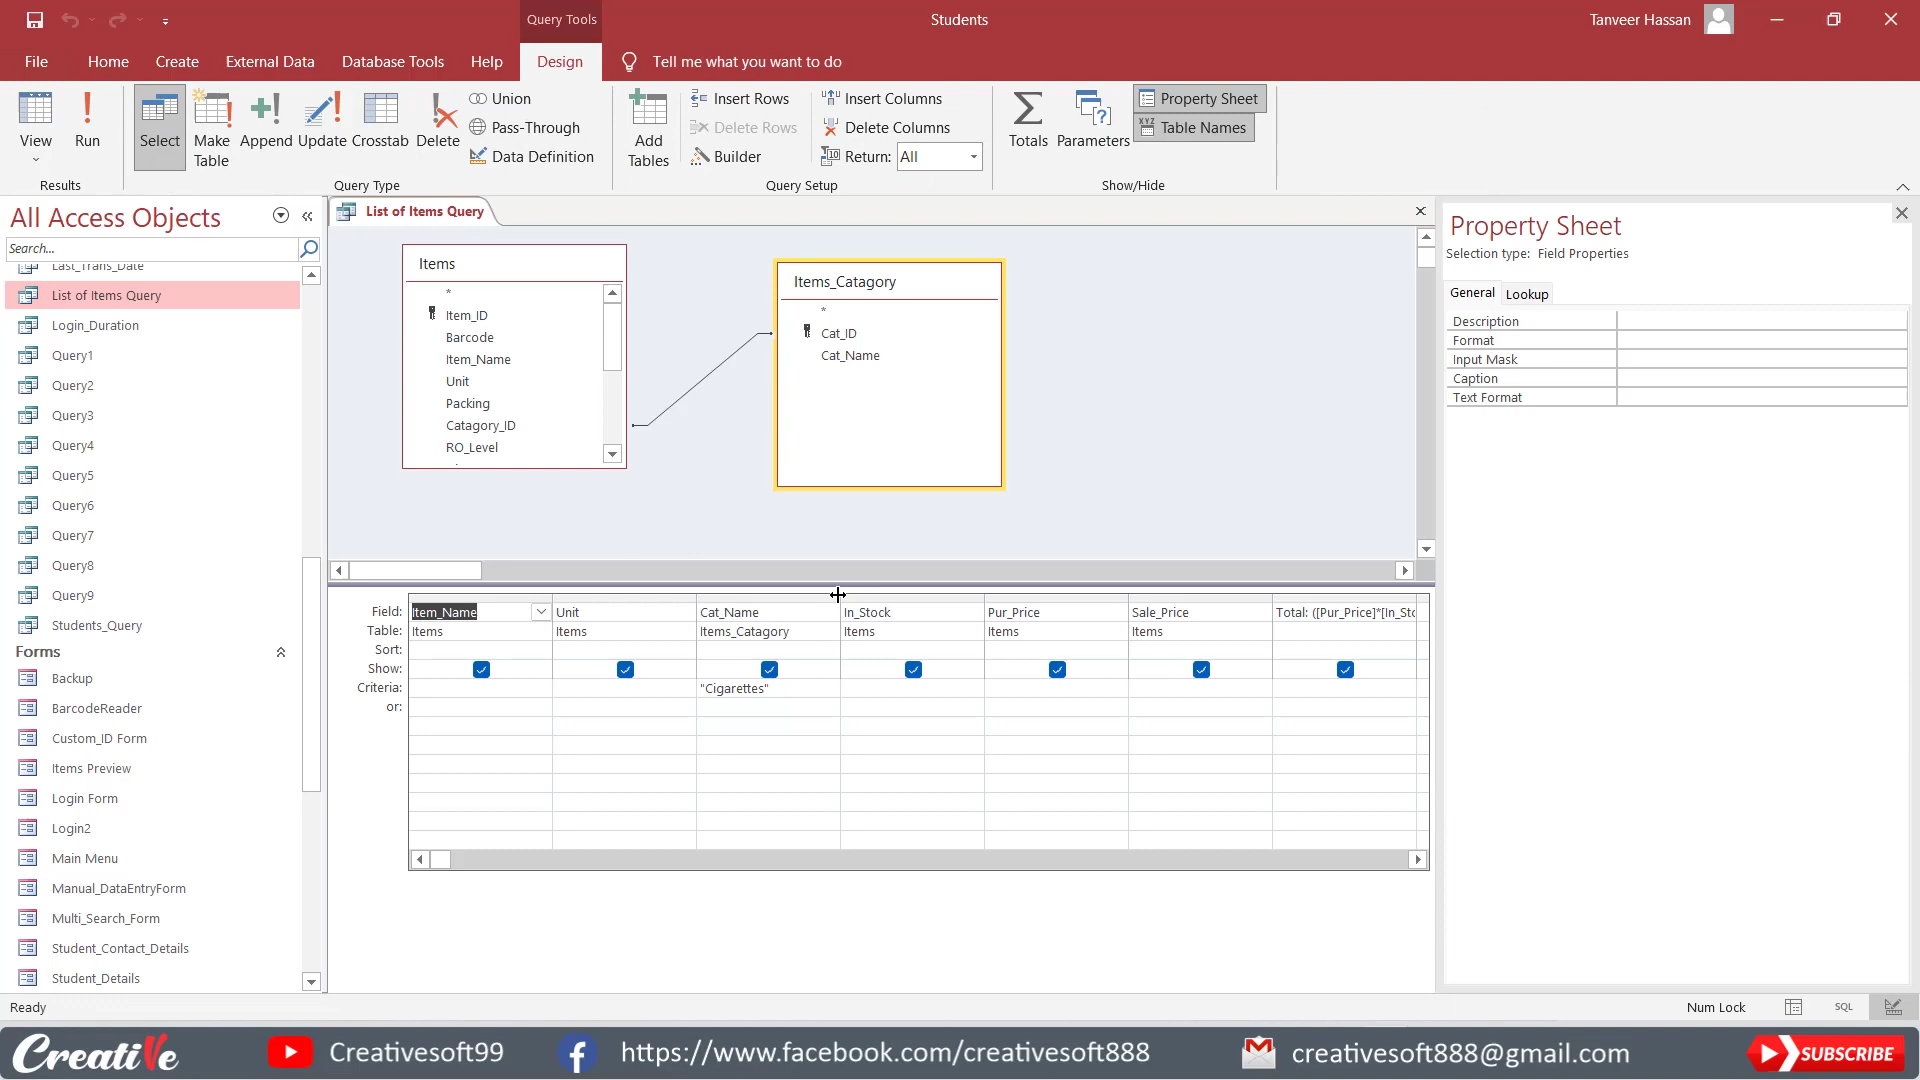 Query Tools
Students
Tanveer Hassan
File
Home
Create
External Data
Database Tools
Help
Design
Tell me what you want to do
View
Run
Select
Make Table
Append
Update
Crosstab
Delete
Union
Pass-Through
Data Definition
Add Tables
Insert Rows
Delete Rows
Builder
Insert Columns
Delete Columns
Return: All
Totals
Parameters
Property Sheet
XYZ
Table Names
Results
Query Type
Query Setup
Show/Hide
All Access Objects
Search...
Last_Trans_Date
List of Items Query
Login_Duration
Query1
Query2
Query3
Query4
Query5
Query6
Query7
Query8
Query9
Students_Query
Forms
Backup
BarcodeReader
Custom_ID Form
Items Preview
Login Form
Login2
Main Menu
Manual_DataEntryForm
Multi_Search_Form
Student_Contact_Details
Student_Details
List of Items Query
Items
*
Item_ID
Barcode
Item_Name
Unit
Packing
Catagory_ID
RO_Level
Items_Catagory
*
Cat_ID
Cat_Name
Field: Item_Name Unit Cat_Name In_Stock Pur_Price Sale_Price Total: ([Pur_Price]*[In_Sto
Table: Items Items Items_Catagory Items Items Items
Sort:
Show:
Criteria: "Cigarettes"
or:
Property Sheet
Selection type: Field Properties
General
Lookup
Description
Format
Input Mask
Caption
Text Format
Ready
Num Lock
SQL
CreatiVe
Creativesoft99
https://www.facebook.com/creativesoft888
creativesoft888@gmail.com
SUBSCRIBE